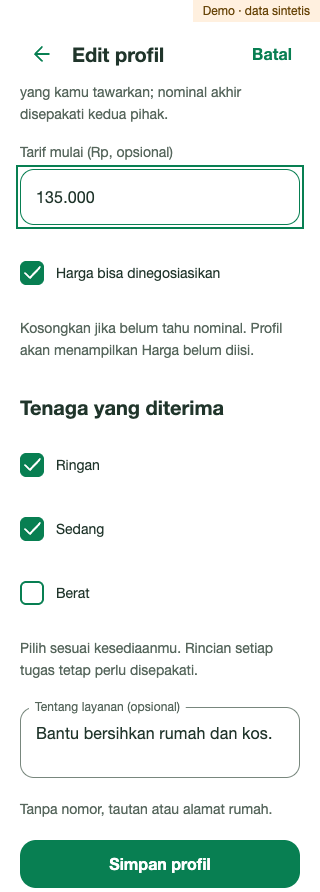 Demo · data sintetis
Edit profil
Batal
yang kamu tawarkan; nominal akhir
disepakati kedua pihak.
Tarif mulai (Rp, opsional)
135.000
Harga bisa dinegosiasikan
Kosongkan jika belum tahu nominal. Profil
akan menampilkan Harga belum diisi.
Tenaga yang diterima
Ringan
Sedang
Berat
Pilih sesuai kesediaanmu. Rincian setiap
tugas tetap perlu disepakati.
Tentang layanan (opsional)
Bantu bersihkan rumah dan kos.
Tanpa nomor, tautan atau alamat rumah.
Simpan profil